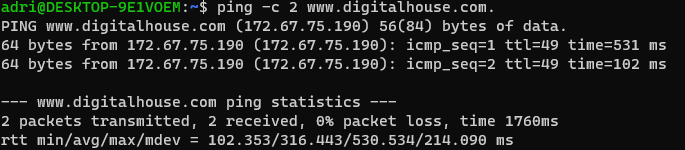 adri@DESKTOP-9E1VOEM:~$ ping -c 2 www.digitalhouse.com.
PING www.digitalhouse.com (172.67.75.190) 56(84) bytes of data.
64 bytes from 172.67.75.190 (172.67.75.190): icmp_seq=1 ttl=49 time=531 ms
64 bytes from 172.67.75.190 (172.67.75.190): icmp_seq=2 ttl=49 time=102 ms
--- www.digitalhouse.com ping statistics ---
2 packets transmitted, 2 received, 0% packet loss, time 1760ms
rtt min/avg/max/mdev = 102.353/316.443/530.534/214.090 ms